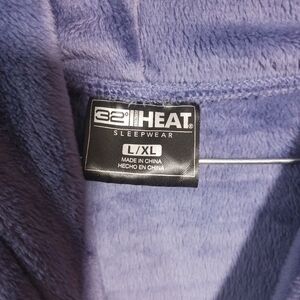 32° HEAT®
SLEEPWEAR
L/XL
MADE IN CHINA
HECHO EN CHINA